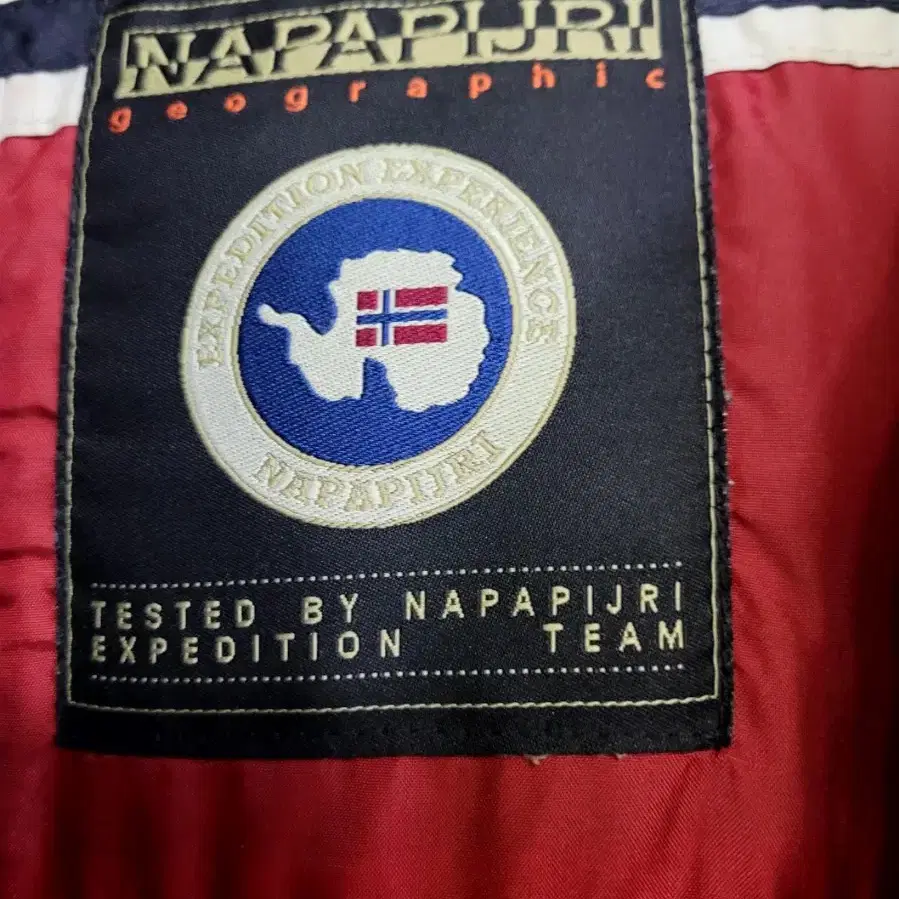 NAPAPIJRI
geographic
EXPEDITION EXPERIENCE
NAPAPIJRI
TESTED BY NAPAPIJRI
EXPEDITION TEAM